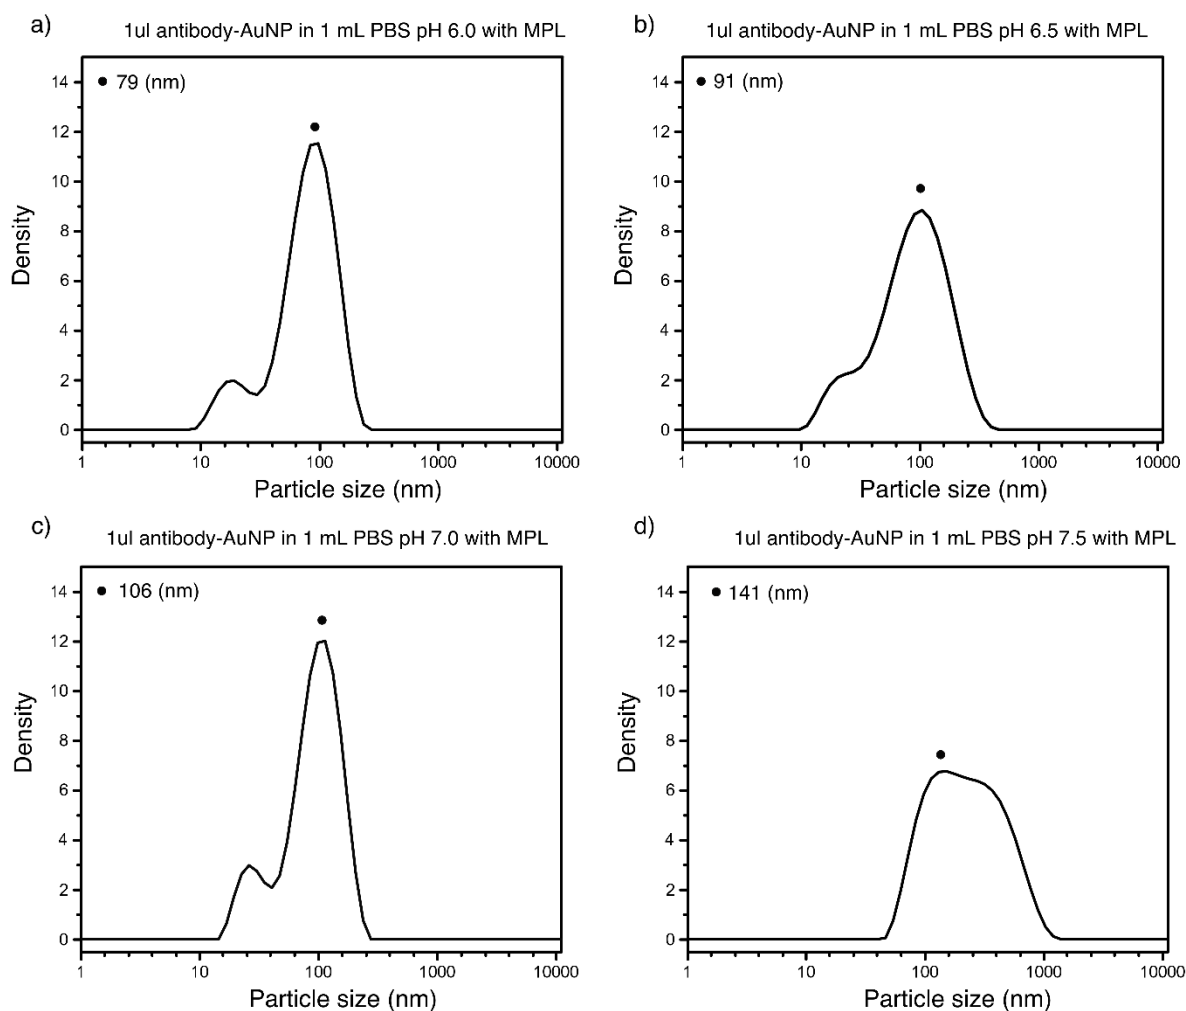 a)
1ul antibody-AuNP in 1 mL PBS pH 6.0 with MPL
● 79 (nm)
14
12
10
8
6
4
2
0
Density
1 10 100 1000 10000
Particle size (nm)
b)
1ul antibody-AuNP in 1 mL PBS pH 6.5 with MPL
● 91 (nm)
14
12
10
8
6
4
2
0
Density
1 10 100 1000 10000
Particle size (nm)
c)
1ul antibody-AuNP in 1 mL PBS pH 7.0 with MPL
● 106 (nm)
14
12
10
8
6
4
2
0
Density
1 10 100 1000 10000
Particle size (nm)
d)
1ul antibody-AuNP in 1 mL PBS pH 7.5 with MPL
● 141 (nm)
14
12
10
8
6
4
2
0
Density
1 10 100 1000 10000
Particle size (nm)